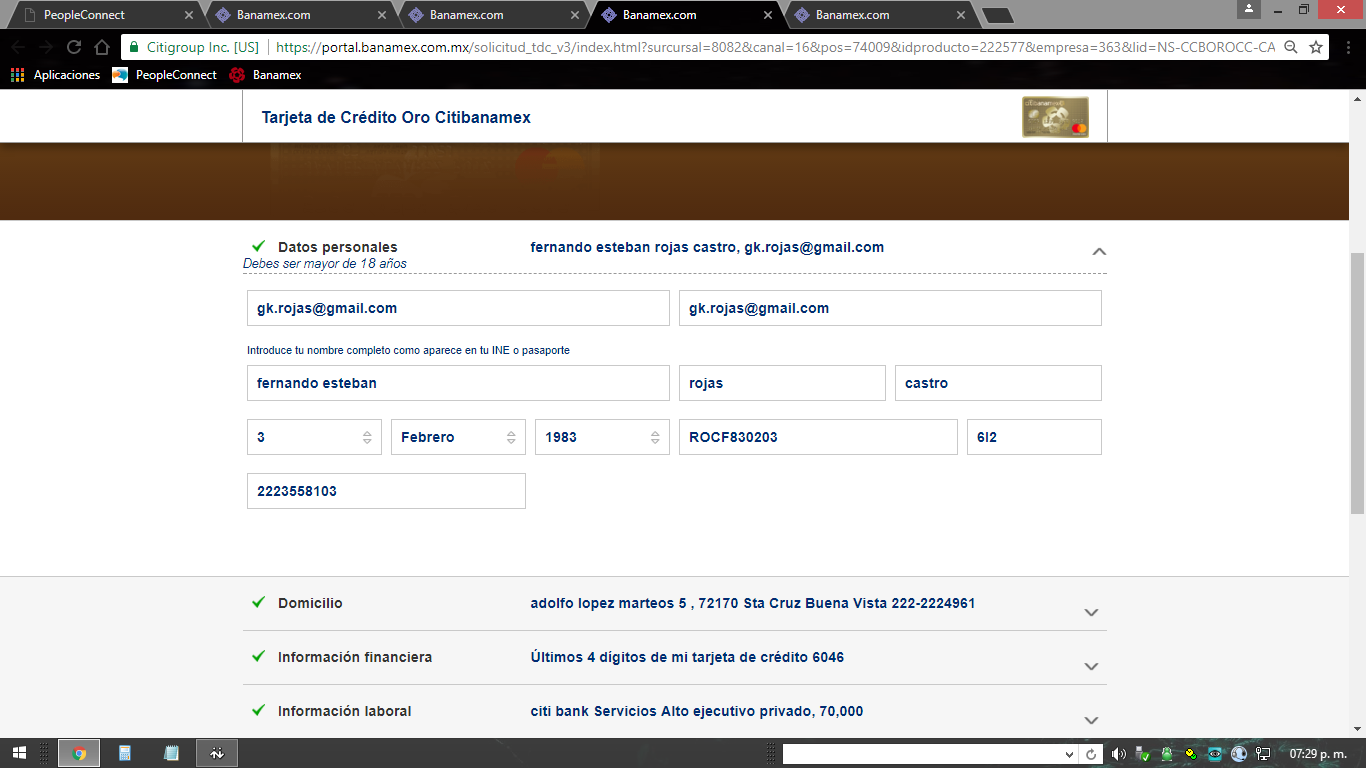 PeopleConnect
Banamex.com
Banamex.com
Banamex.com
Banamex.com
Citigroup Inc. [US] https://portal.banamex.com.mx/solicitud_tdc_v3/index.html?sucursal=8082&canal=16&pos=74009&idproducto=222577&empresa=363&lid=NS-CCBOROCC-CA
Aplicaciones PeopleConnect Banamex
Tarjeta de Crédito Oro Citibanamex
Datos personales fernando esteban rojas castro, gk.rojas@gmail.com
Debes ser mayor de 18 años
gk.rojas@gmail.com gk.rojas@gmail.com
Introduce tu nombre completo como aparece en tu INE o pasaporte
fernando esteban rojas castro
3 Febrero 1983 ROCF830203 6I2
2223558103
Domicilio adolfo lopez marteos 5 , 72170 Sta Cruz Buena Vista 222-2224961
Información financiera Últimos 4 dígitos de mi tarjeta de crédito 6046
Información laboral citi bank Servicios Alto ejecutivo privado, 70,000
07:29 p. m.